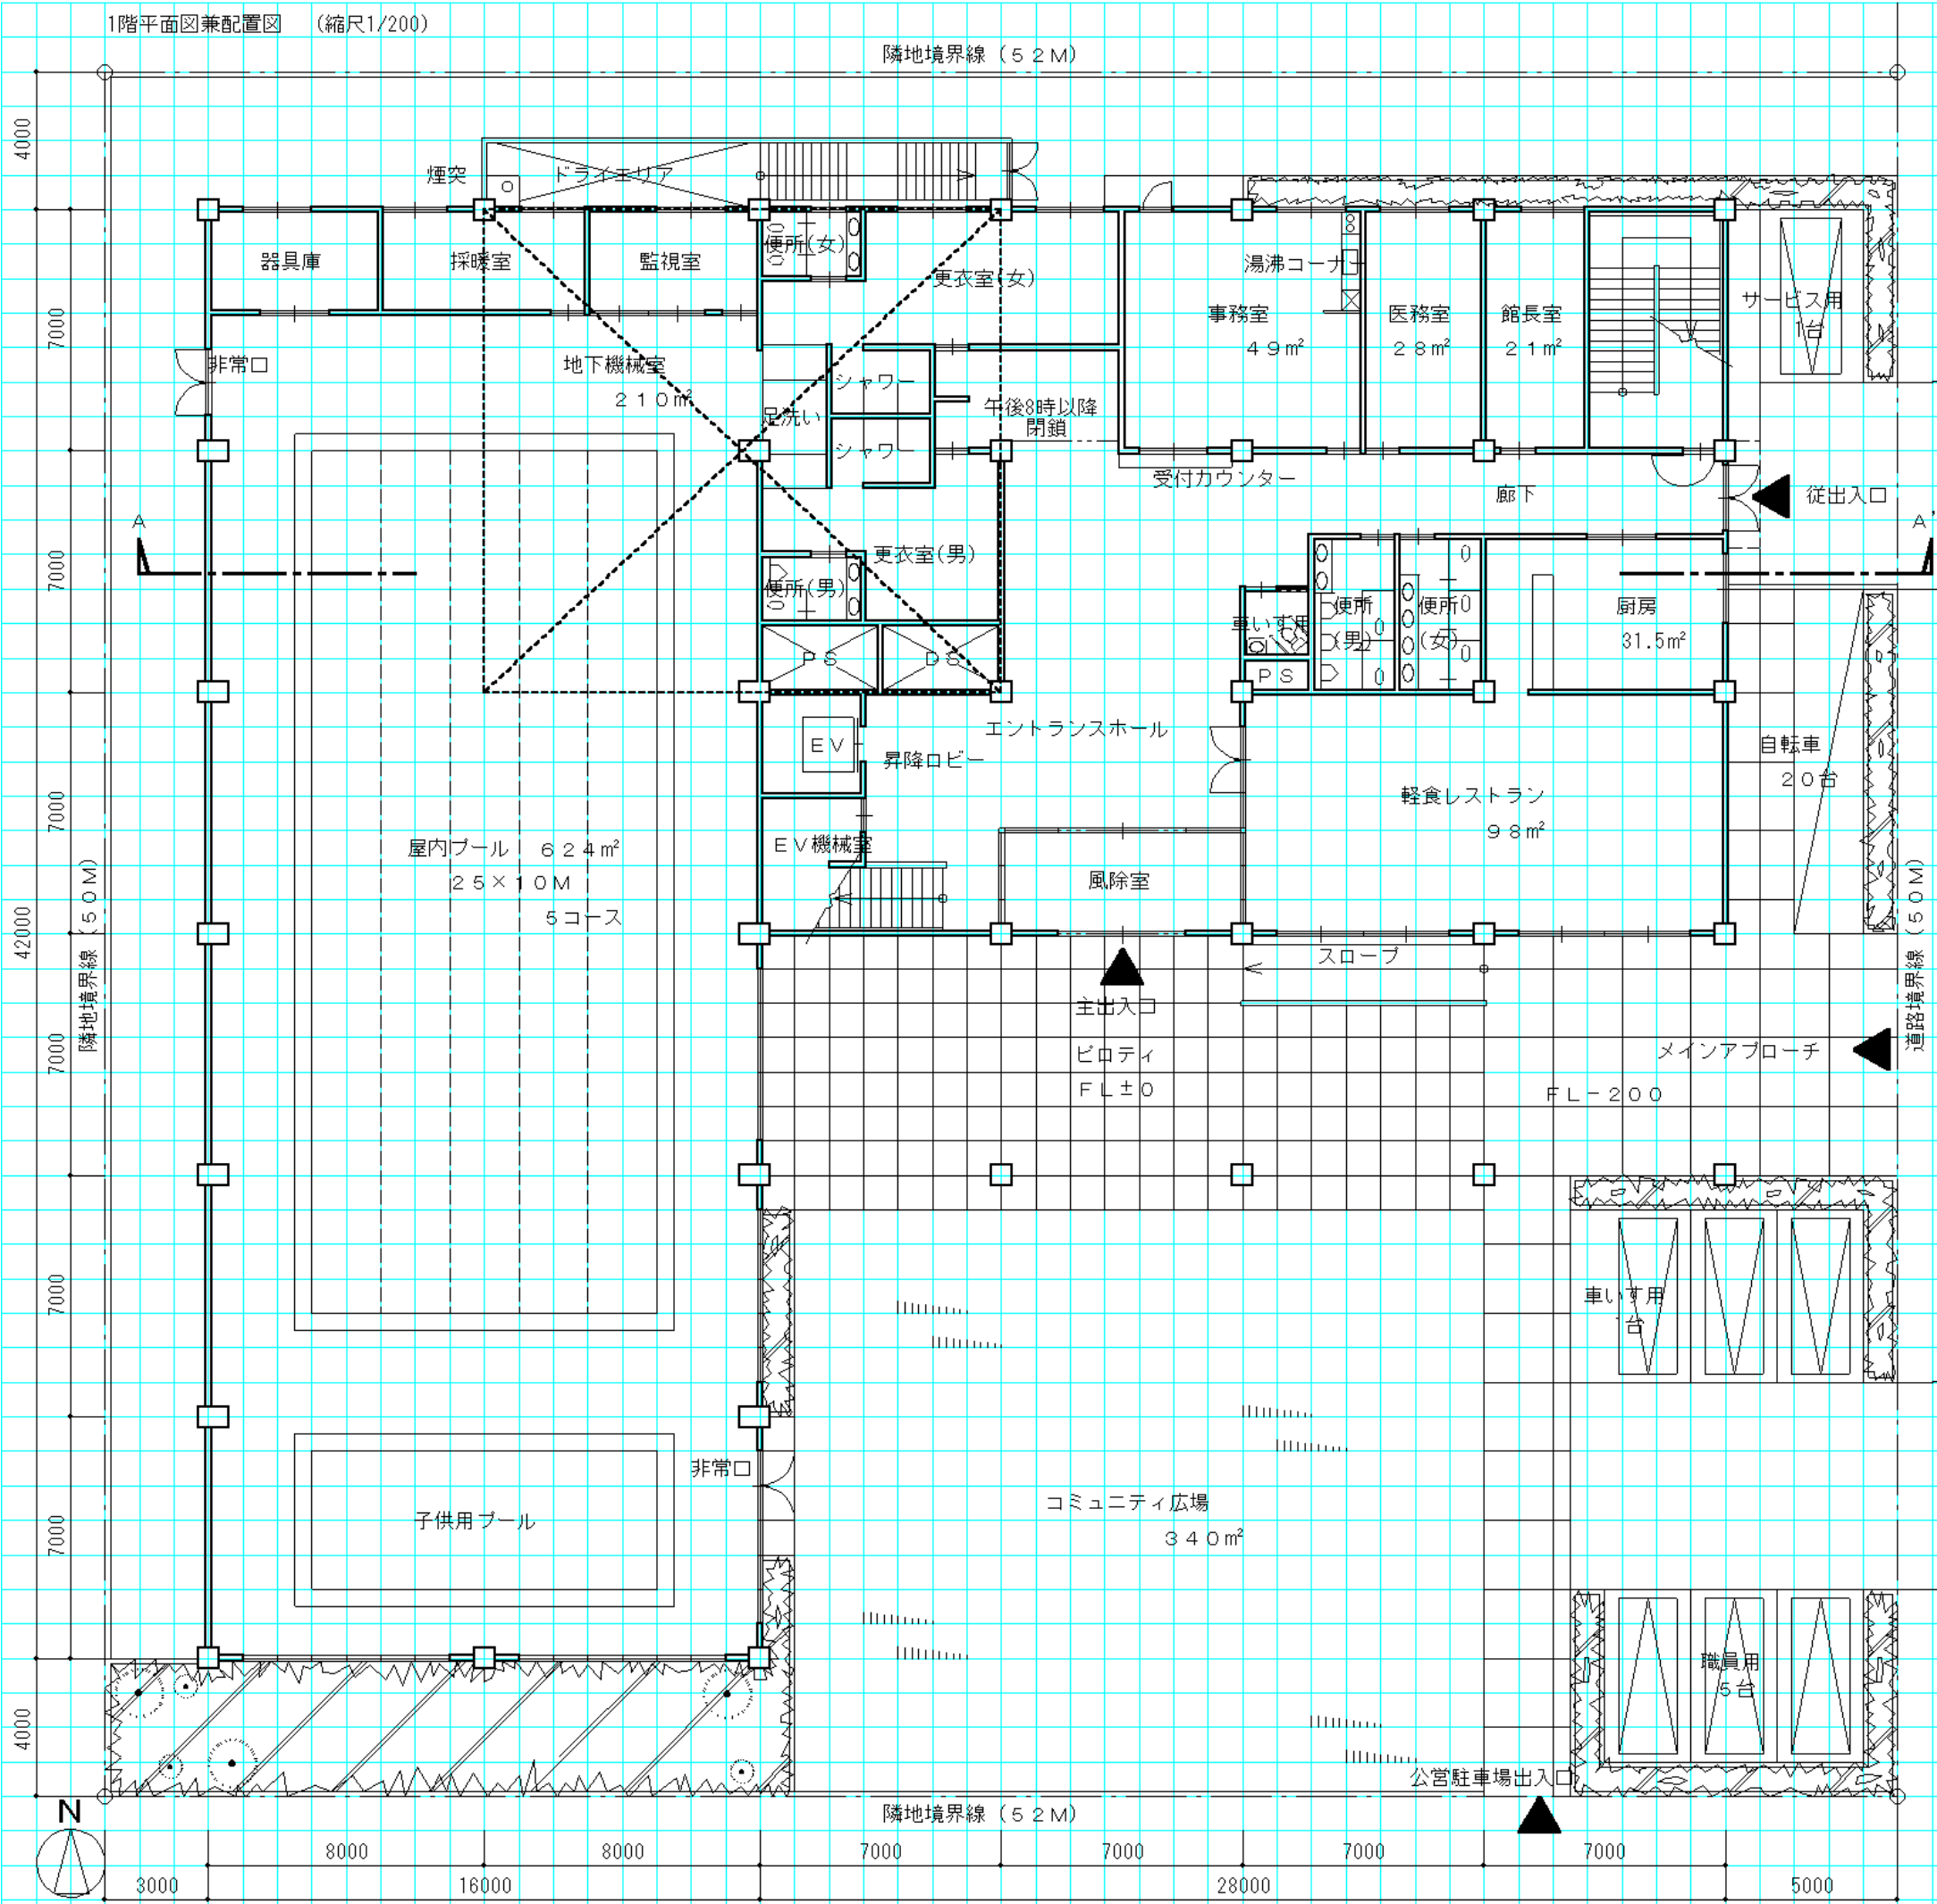 1階平面図兼配置図　(縮尺1/200)
隣地境界線（５２Ｍ）
4000
煙突
ドライエリア
器具庫
採暖室
監視室
便所(女)
更衣室(女)
湯沸コーナー
事務室
４９㎡
医務室
２８㎡
館長室
２１㎡
サービス用
1台
7000
非常口
地下機械室
２１０㎡
足洗い
シャワー
シャワー
午後8時以降
閉鎖
受付カウンター
廊下
従出入口
A
A'
7000
更衣室(男)
便所(男)
車いす用
便所
(男)
便所
(女)
厨房
31.5㎡
ＰＳ
ＤＳ
ＰＳ
エントランスホール
ＥＶ
昇降ロビー
自転車
２０台
7000
軽食レストラン
９８㎡
屋内プール　６２４㎡
２５×１０Ｍ
５コース
ＥＶ機械室
風除室
42000
隣地境界線（５０Ｍ）
道路境界線（５０Ｍ）
スロープ
主出入口
7000
ピロティ
ＦＬ±０
メインアプローチ
ＦＬ－２００
7000
車いす用
1台
非常口
コミュニティ広場
３４０㎡
7000
子供用プール
職員用
5台
4000
公営駐車場出入口
N
隣地境界線（５２Ｍ）
8000
8000
7000
7000
7000
7000
3000
16000
28000
5000